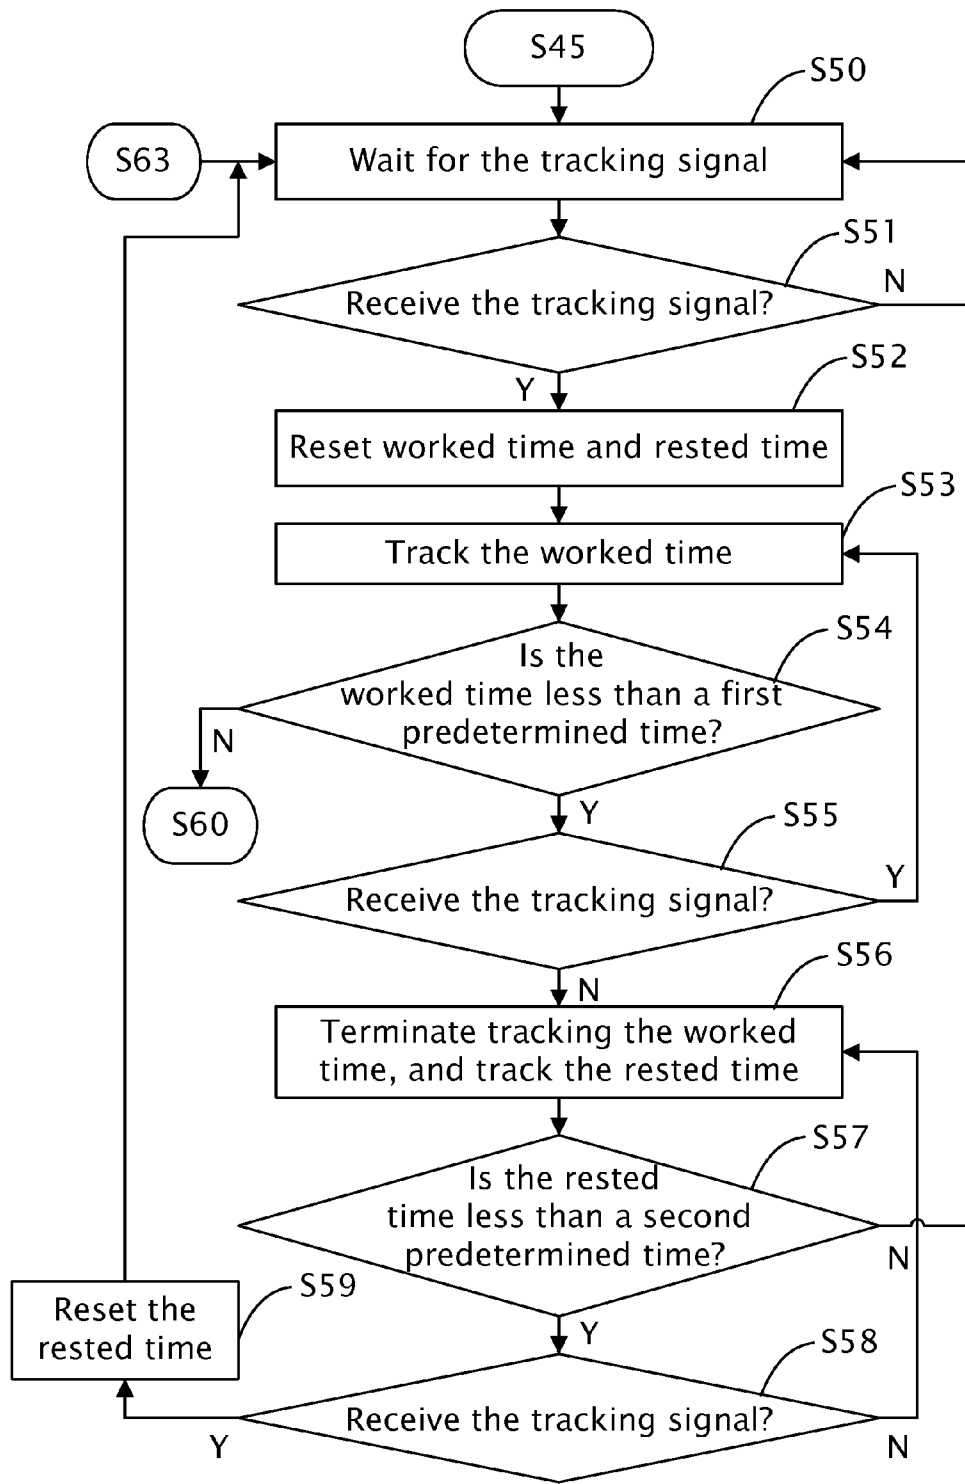 S45
S50
S63
Wait for the tracking signal
S51
Receive the tracking signal?
N
S52
Y
Reset worked time and rested time
S53
Track the worked time
S54
Is the
worked time less than a first
predetermined time?
N
S60
Y
S55
Receive the tracking signal?
Y
S56
N
Terminate tracking the worked
time, and track the rested time
S57
Is the rested
time less than a second
predetermined time?
N
S59
Reset the
rested time
Y
S58
Receive the tracking signal?
Y
N